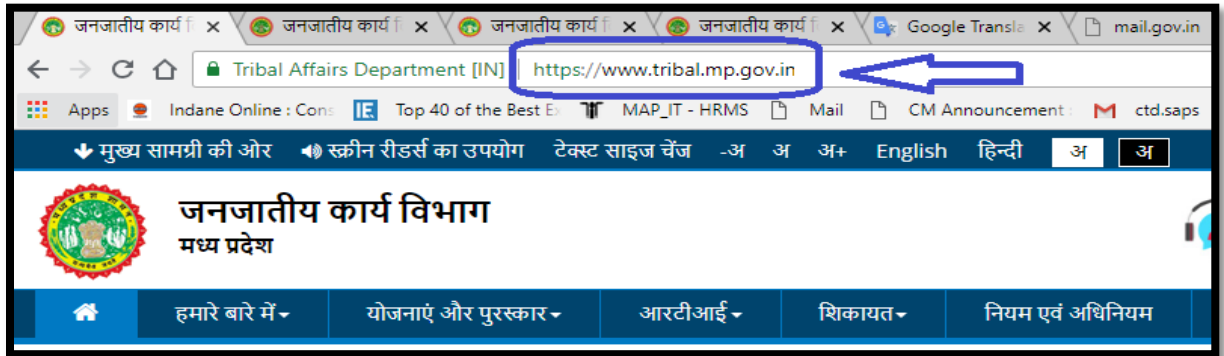 जनजातीय कार्य वि जनजातीय कार्य वि जनजातीय कार्य वि जनजातीय कार्य वि Google Transla mail.gov.in
Tribal Affairs Department [IN] | https://www.tribal.mp.gov.in
Apps Indane Online : Cons IE Top 40 of the Best Ex MAP_IT - HRMS Mail CM Announcement : ctd.saps
मुख्य सामग्री की ओर स्क्रीन रीडर्स का उपयोग टेक्स्ट साइज चेंज -अ अ अ+ English हिन्दी अ अ
जनजातीय कार्य विभाग
मध्य प्रदेश
हमारे बारे में योजनाएं और पुरस्कार आरटीआई शिकायत नियम एवं अधिनियम